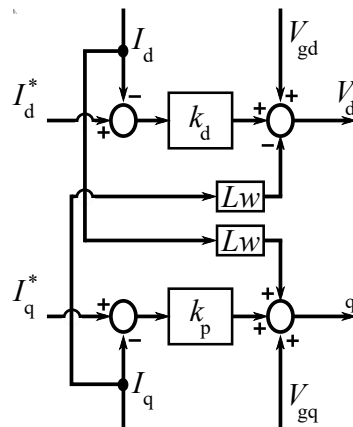 I_d V_gd
I_d^* − + k_d + + − V_d
Lw
Lw
I_q^* + − k_p + + + q
I_q V_gq